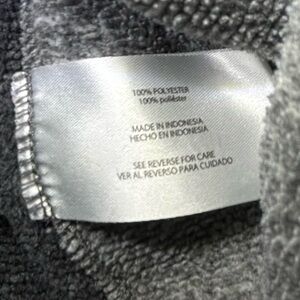 100% POLYESTER
100% poliéster
MADE IN INDONESIA
HECHO EN INDONESIA
SEE REVERSE FOR CARE
VER AL REVERSO PARA CUIDADO